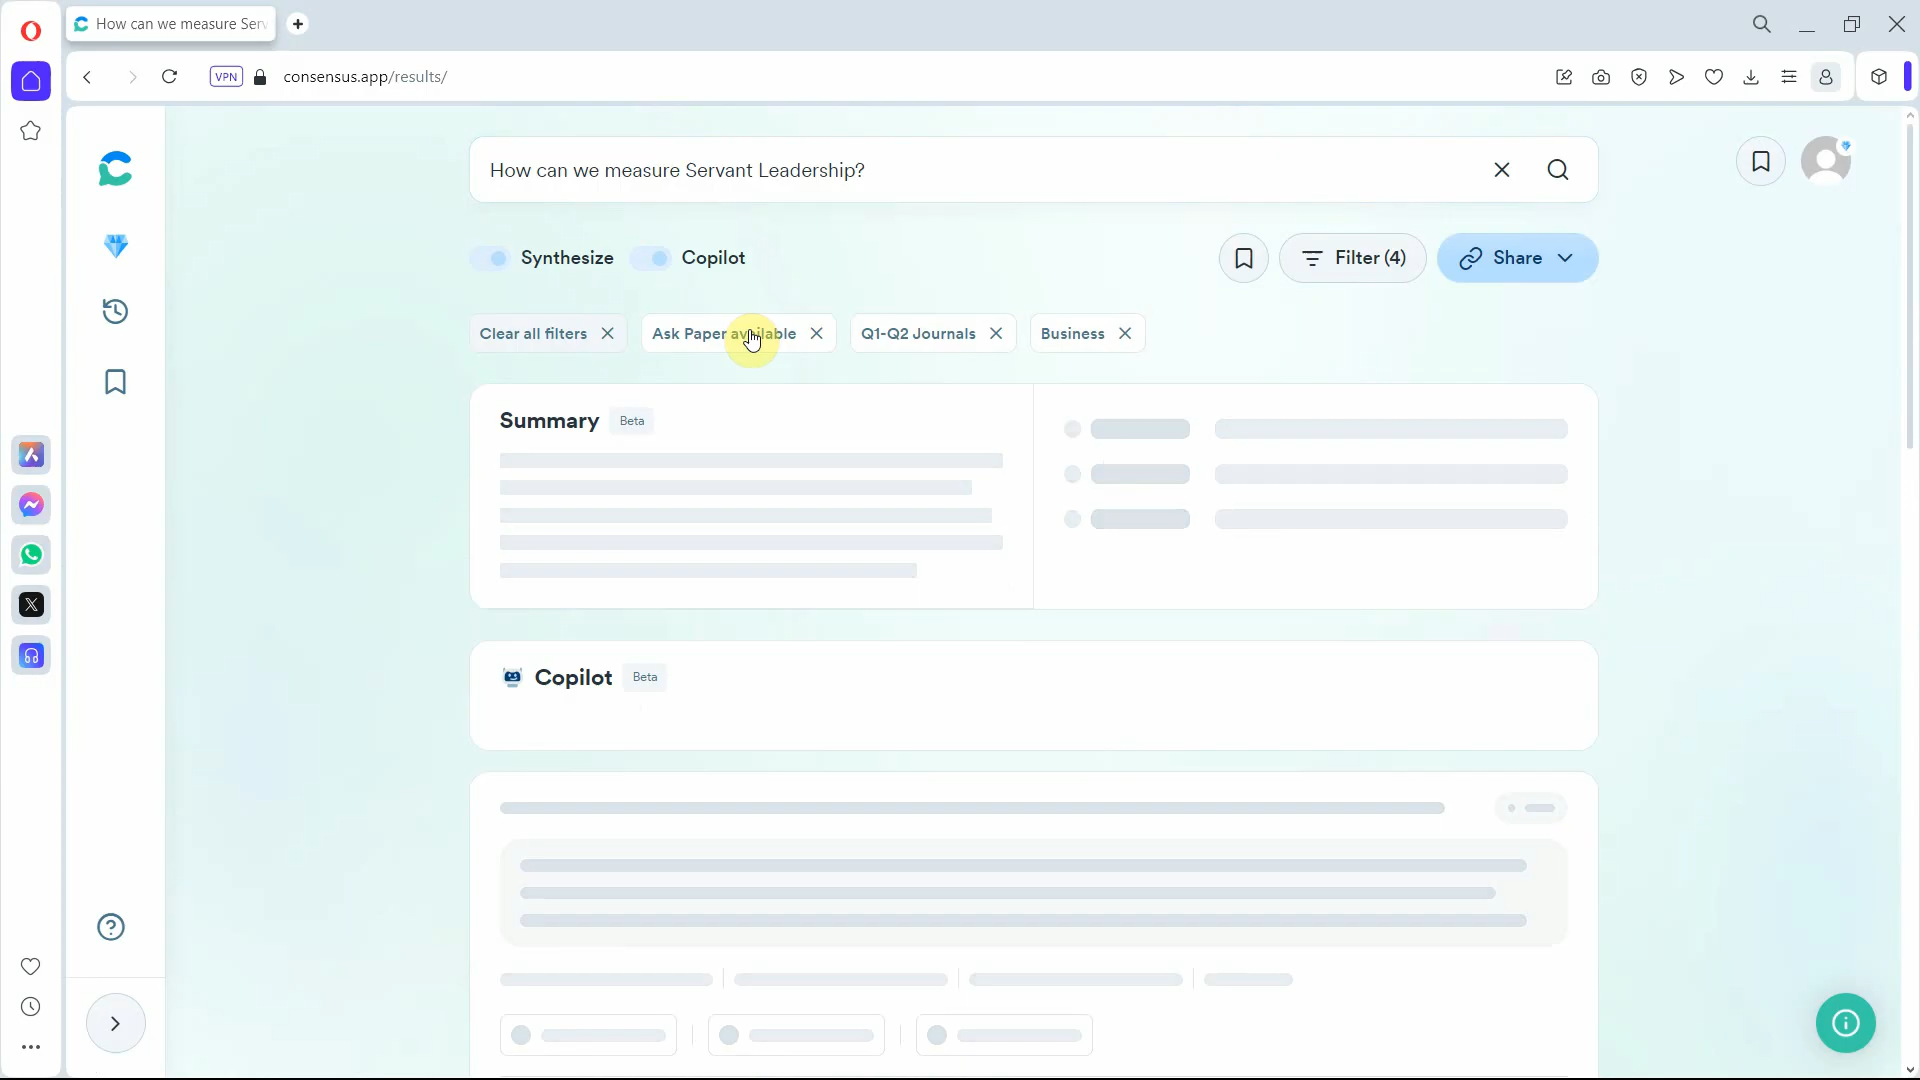 How can we measure Serv
VPN
consensus.app/results/
How can we measure Servant Leadership?
Synthesize
Copilot
Filter (4)
Share
Clear all filters
Ask Paper available
Q1-Q2 Journals
Business
Summary
Beta
Copilot
Beta